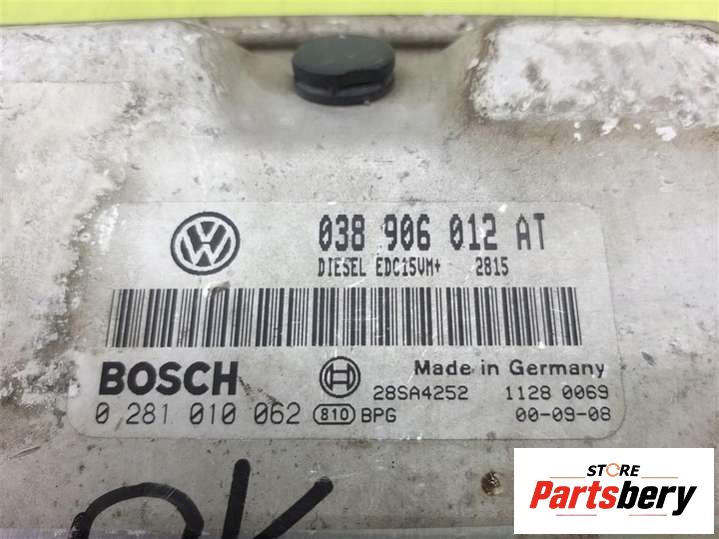 038 906 012 AT
DIESEL EDC15VM+ 2815
BOSCH
Made in Germany
28SA4252 1128 0069
0 281 010 062 810 BPG 00-09-08
OK
STORE
Partsbery